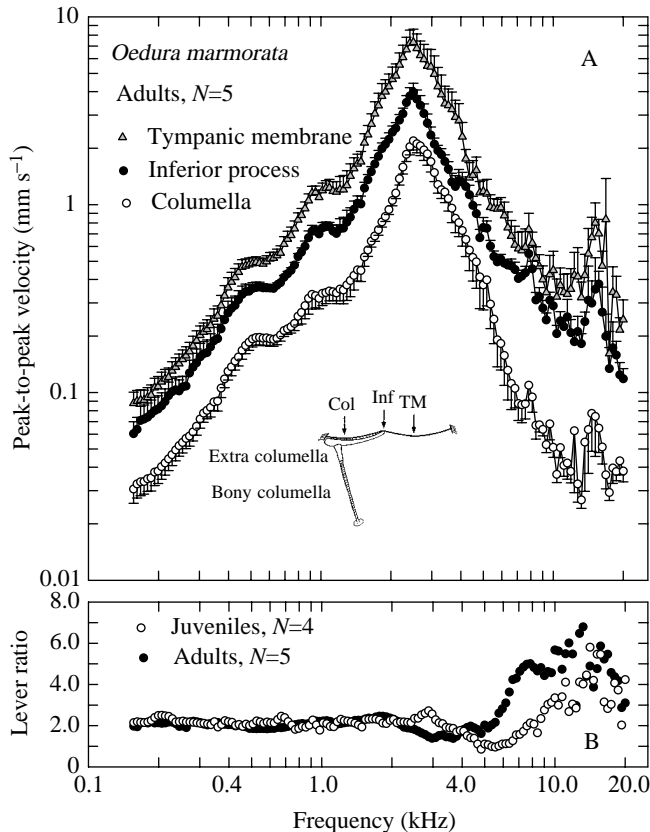 10
Oedura marmorata
A
Adults, N=5
Tympanic membrane
Inferior process
Columella
1
Peak-to-peak velocity (mm s⁻¹)
0.1
Col
Inf
TM
Extra columella
Bony columella
0.01
8.0
Juveniles, N=4
Adults, N=5
6.0
Lever ratio
4.0
2.0
B
0
0.1 0.4 1.0 4.0 10.0 20.0
Frequency (kHz)